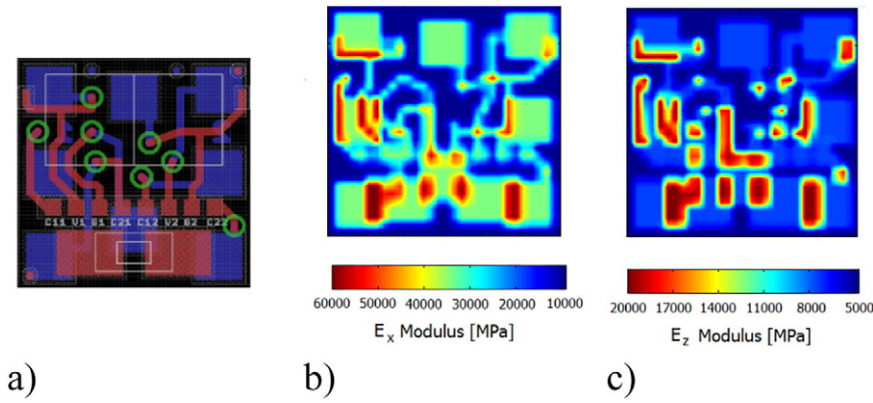 C11 V1 B1 C21 C12 V2 B2 C22
60000 50000 40000 30000 20000 10000
Eₓ Modulus [MPa]
20000 17000 14000 11000 8000 5000
E_z Modulus [MPa]
a) b) c)